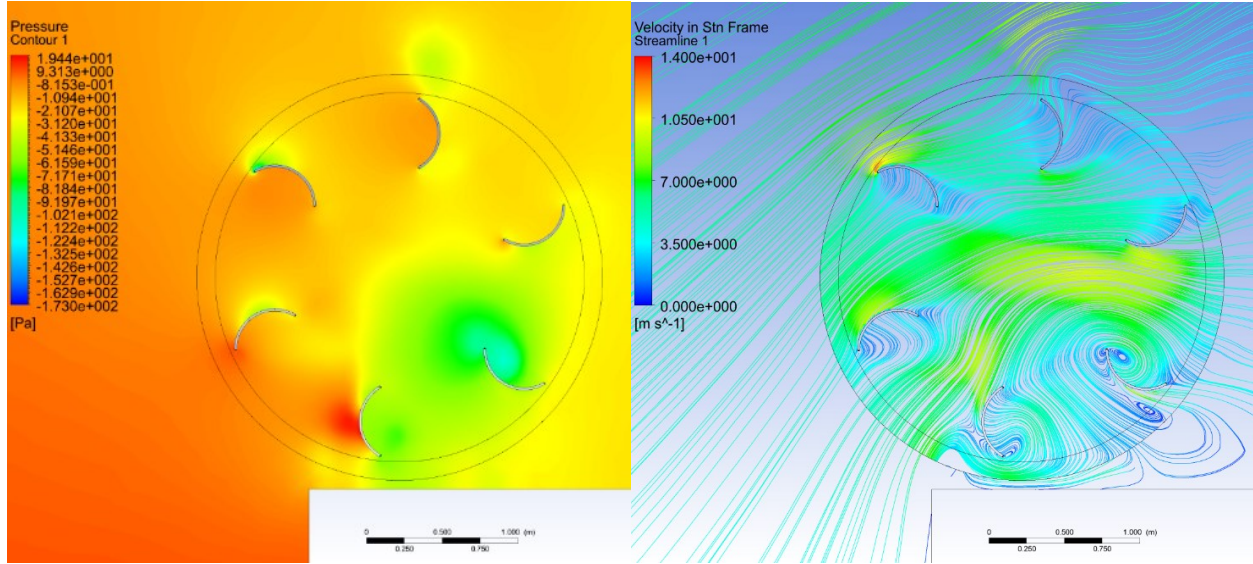 Pressure
Contour 1
1.944e+001
9.313e+000
-8.153e-001
-1.094e+001
-2.107e+001
-3.120e+001
-4.133e+001
-5.146e+001
-6.159e+001
-7.171e+001
-8.184e+001
-9.197e+001
-1.021e+002
-1.122e+002
-1.224e+002
-1.325e+002
-1.426e+002
-1.527e+002
-1.629e+002
-1.730e+002
[Pa]
0 0.500 1.000 (m)
0.250 0.750
Velocity in Stn Frame
Streamline 1
1.400e+001
1.050e+001
7.000e+000
3.500e+000
0.000e+000
[m s^-1]
0 0.500 1.000 (m)
0.250 0.750